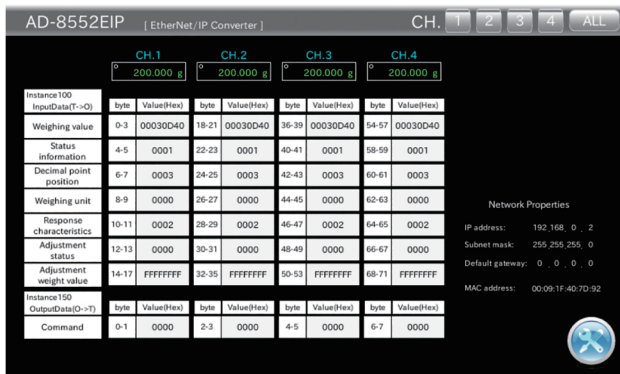 AD-8552EIP [ EtherNet/IP Converter ] CH. 1 2 3 4 ALL
CH.1 CH.2 CH.3 CH.4
200.000 g 200.000 g 200.000 g 200.000 g
Instance100
InputData(T->O) byte Value(Hex) byte Value(Hex) byte Value(Hex) byte Value(Hex)
Weighing value 0-3 00030D40 18-21 00030D40 36-39 00030D40 54-57 00030D40
Status
information 4-5 0001 22-23 0001 40-41 0001 58-59 0001
Decimal point
position 6-7 0003 24-25 0003 42-43 0003 60-61 0003
Weighing unit 8-9 0000 26-27 0000 44-45 0000 62-63 0000
Response
characteristics 10-11 0002 28-29 0002 46-47 0002 64-65 0002
Adjustment
status 12-13 0000 30-31 0000 48-49 0000 66-67 0000
Adjustment
weight value 14-17 FFFFFFFF 32-35 FFFFFFFF 50-53 FFFFFFFF 68-71 FFFFFFFF
Instance150
OutputData(O->T) byte Value(Hex) byte Value(Hex) byte Value(Hex) byte Value(Hex)
Command 0-1 0000 2-3 0000 4-5 0000 6-7 0000
Network Properties
IP address: 192.168. 0 . 2
Subnet mask: 255.255.255. 0
Default gateway: 0 . 0 . 0 . 0
MAC address: 00:09:1F:40:7D:92